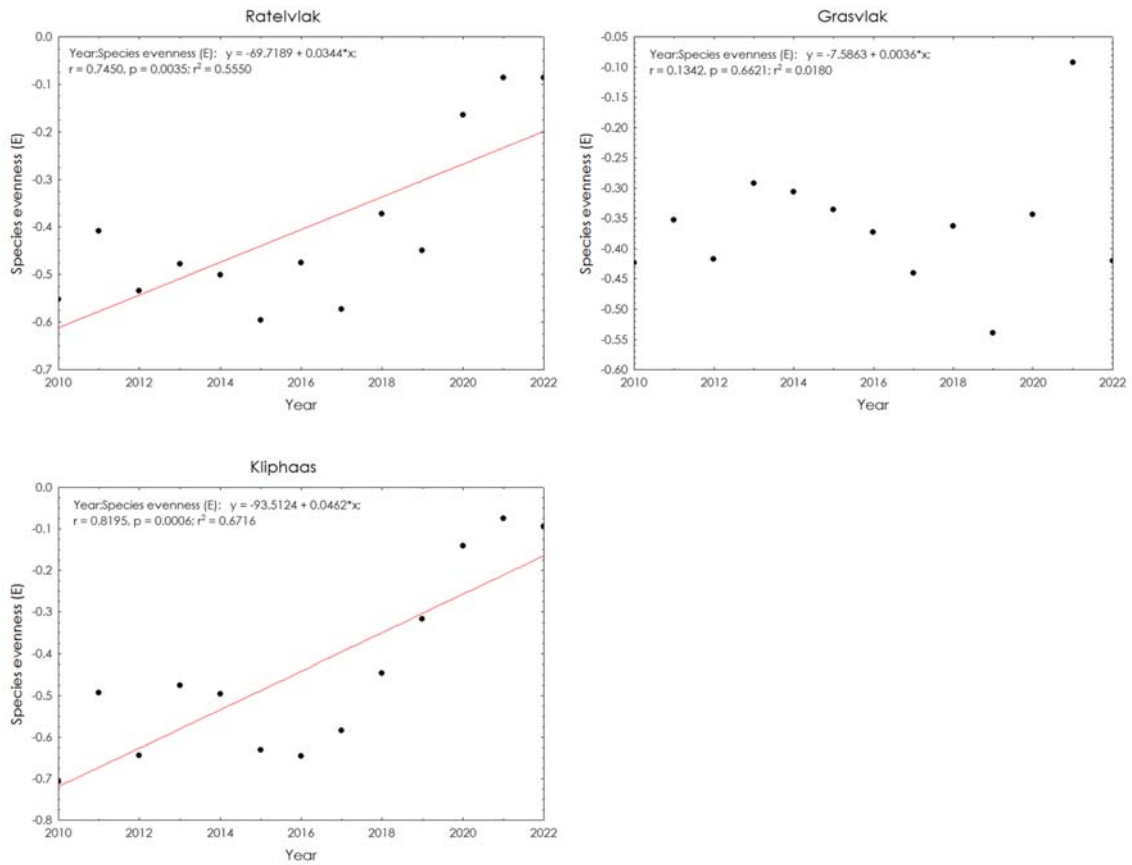 Ratelvlak
Year:Species evenness (E): y = -69.7189 + 0.0344*x;
r = 0.7450, p = 0.0035; r² = 0.5550
0.0
-0.1
-0.2
-0.3
-0.4
-0.5
-0.6
-0.7
Species evenness (E)
2010 2012 2014 2016 2018 2020 2022
Year
Grasvlak
Year:Species evenness (E): y = -7.5863 + 0.0036*x;
r = 0.1342, p = 0.6621; r² = 0.0180
-0.05
-0.10
-0.15
-0.20
-0.25
-0.30
-0.35
-0.40
-0.45
-0.50
-0.55
-0.60
Species evenness (E)
2010 2012 2014 2016 2018 2020 2022
Year
Kliphaas
Year:Species evenness (E): y = -93.5124 + 0.0462*x;
r = 0.8195, p = 0.0006; r² = 0.6716
0.0
-0.1
-0.2
-0.3
-0.4
-0.5
-0.6
-0.7
-0.8
Species evenness (E)
2010 2012 2014 2016 2018 2020 2022
Year